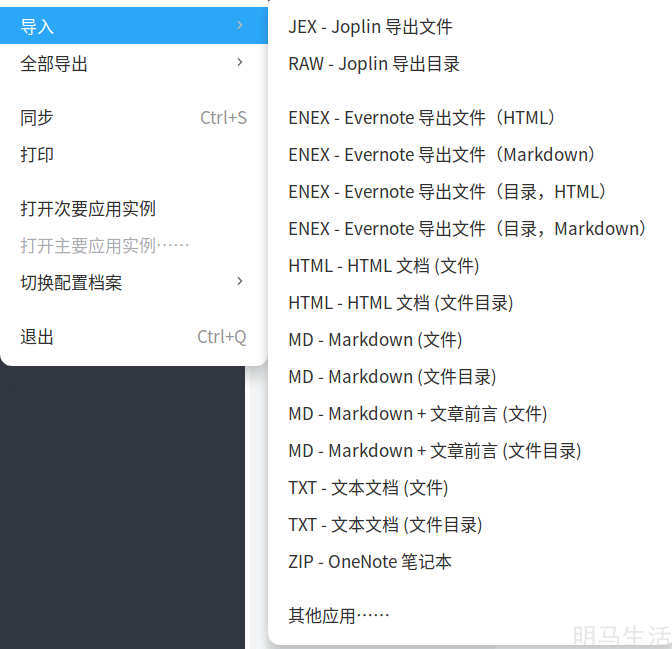 导入
全部导出
同步 Ctrl+S
打印
打开次要应用实例
打开主要应用实例……
切换配置档案
退出 Ctrl+Q
JEX - Joplin 导出文件
RAW - Joplin 导出目录
ENEX - Evernote 导出文件（HTML）
ENEX - Evernote 导出文件（Markdown）
ENEX - Evernote 导出文件（目录，HTML）
ENEX - Evernote 导出文件（目录，Markdown）
HTML - HTML 文档 (文件)
HTML - HTML 文档 (文件目录)
MD - Markdown (文件)
MD - Markdown (文件目录)
MD - Markdown + 文章前言 (文件)
MD - Markdown + 文章前言 (文件目录)
TXT - 文本文档 (文件)
TXT - 文本文档 (文件目录)
ZIP - OneNote 笔记本
其他应用……
明马生活